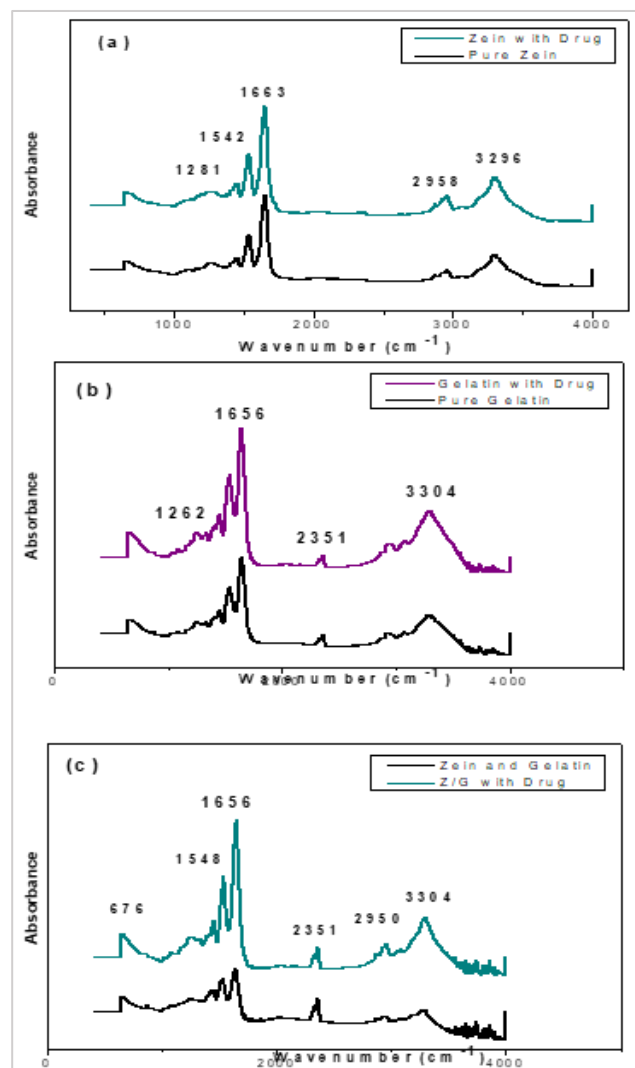 (a)
Zein with Drug
Pure Zein
1663
1542
1281
2958
3296
Absorbance
1000 2000 3000 4000
Wavenumber (cm-1)
(b)
Gelatin with Drug
Pure Gelatin
1656
1262
2351
3304
Absorbance
0 2000 4000
Wavenumber (cm-1)
(c)
Zein and Gelatin
Z/G with Drug
1656
1548
676
2351
2950
3304
Absorbance
0 2000 4000
Wavenumber (cm-1)